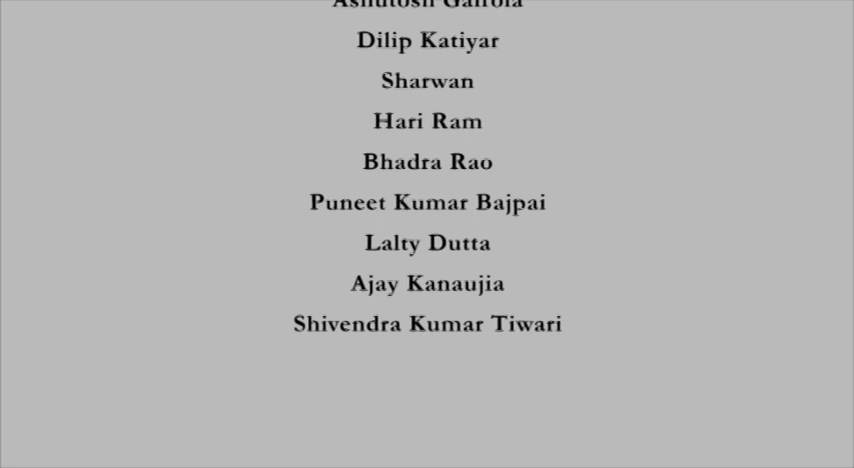 Dilip Katiyar
Sharwan
Hari Ram
Bhadra Rao
Puneet Kumar Bajpai
Lalty Dutta
Ajay Kanaujia
Shivendra Kumar Tiwari